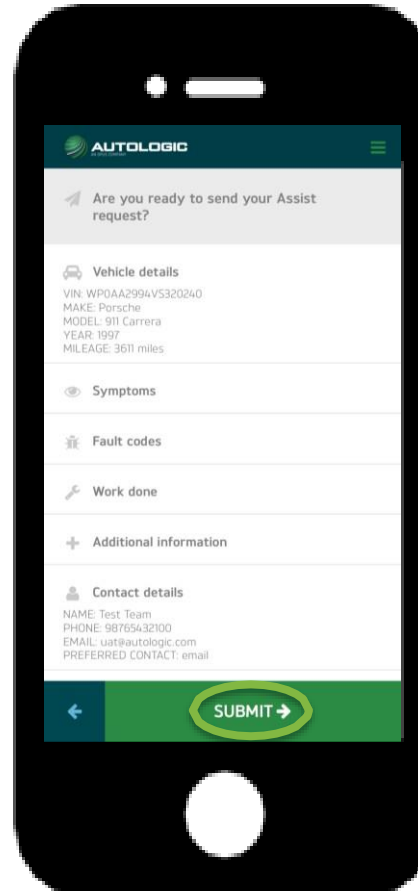 AUTOLOGIC
Are you ready to send your Assist
request?
Vehicle details
VIN: WP0AA2994VS320240
MAKE: Porsche
MODEL: 911 Carrera
YEAR: 1997
MILEAGE: 3611 miles
Symptoms
Fault codes
Work done
Additional information
Contact details
NAME: Test Team
PHONE: 98765432100
EMAIL: uat@autologic.com
PREFERRED CONTACT: email
SUBMIT